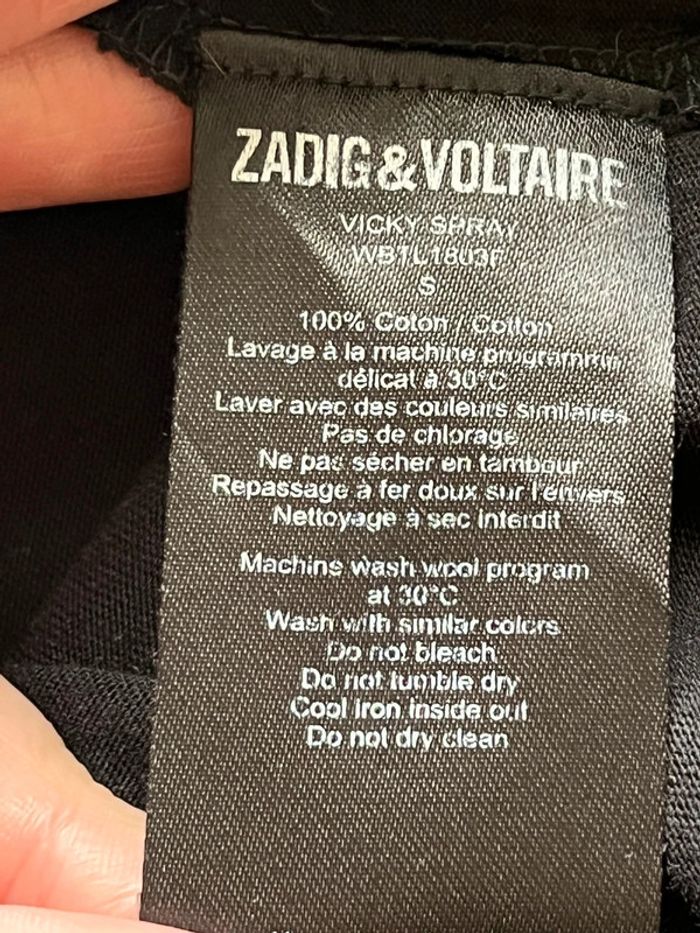 ZADIG&VOLTAIRE
VICKY SPRAY
WBTL1803F
S
100% Coton / Cotton
Lavage à la machine programme
délicat à 30°C
Laver avec des couleurs similaires
Pas de chlorage
Ne pas sécher en tambour
Repassage à fer doux sur l'envers
Nettoyage à sec interdit
Machine wash wool program
at 30°C
Wash with similar colors
Do not bleach
Do not tumble dry
Cool Iron inside out
Do not dry clean